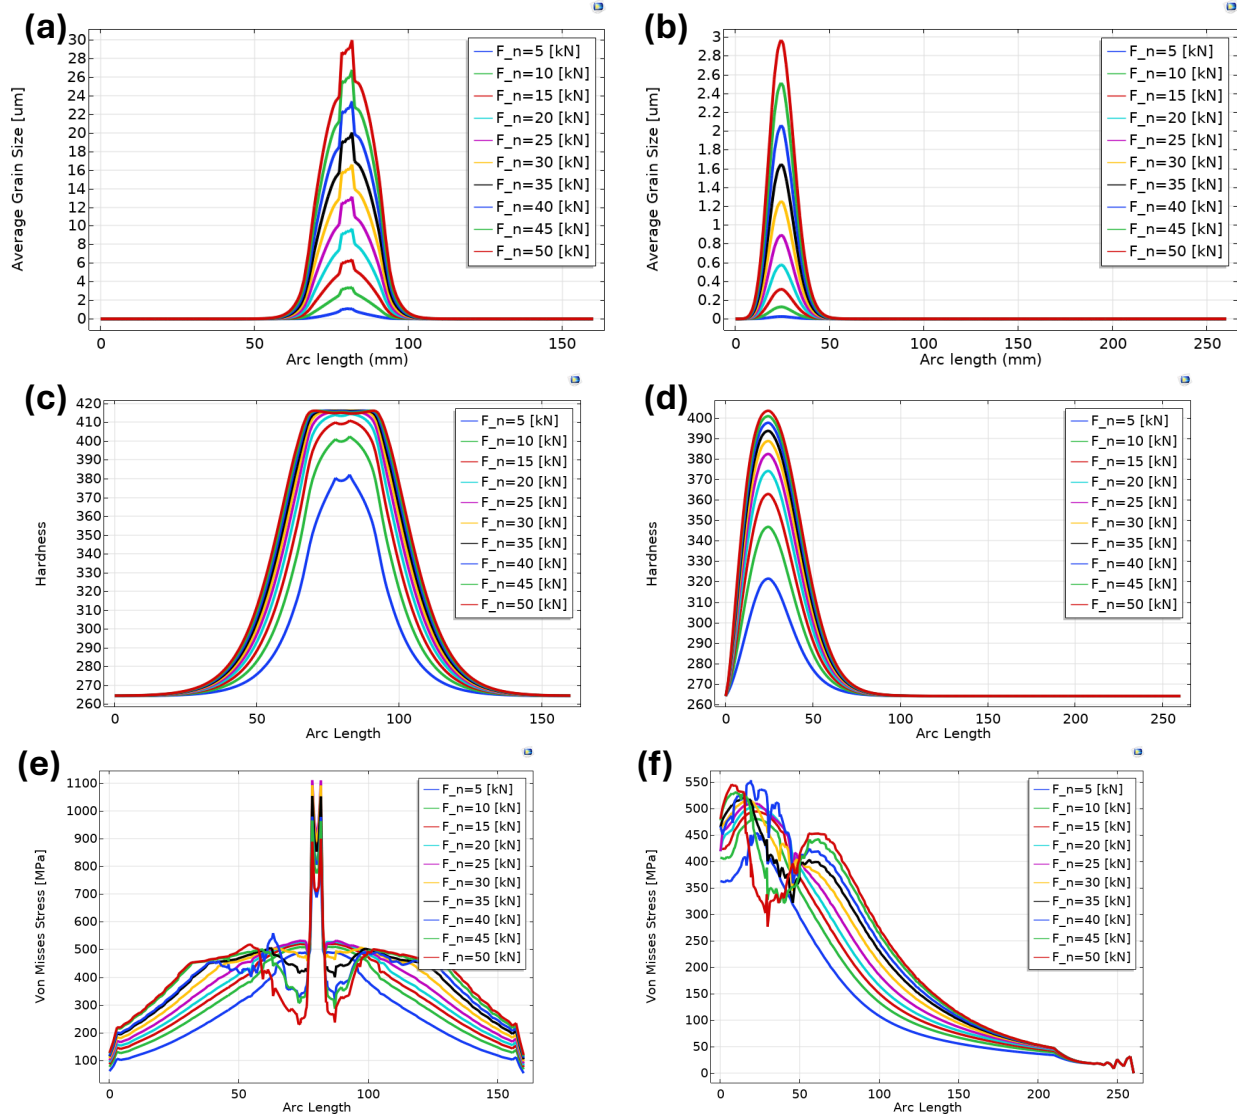 (a)
30
28
26
24
22
20
18
16
14
12
10
8
6
4
2
0
Average Grain Size [um]
0 50 100 150
Arc length (mm)
F_n=5 [kN]
F_n=10 [kN]
F_n=15 [kN]
F_n=20 [kN]
F_n=25 [kN]
F_n=30 [kN]
F_n=35 [kN]
F_n=40 [kN]
F_n=45 [kN]
F_n=50 [kN]
(b)
3
2.8
2.6
2.4
2.2
2
1.8
1.6
1.4
1.2
1
0.8
0.6
0.4
0.2
0
Average Grain Size [um]
0 50 100 150 200 250
Arc length (mm)
F_n=5 [kN]
F_n=10 [kN]
F_n=15 [kN]
F_n=20 [kN]
F_n=25 [kN]
F_n=30 [kN]
F_n=35 [kN]
F_n=40 [kN]
F_n=45 [kN]
F_n=50 [kN]
(c)
420
410
400
390
380
370
360
350
340
330
320
310
300
290
280
270
260
Hardness
0 50 100 150
Arc Length
F_n=5 [kN]
F_n=10 [kN]
F_n=15 [kN]
F_n=20 [kN]
F_n=25 [kN]
F_n=30 [kN]
F_n=35 [kN]
F_n=40 [kN]
F_n=45 [kN]
F_n=50 [kN]
(d)
400
390
380
370
360
350
340
330
320
310
300
290
280
270
260
Hardness
0 50 100 150 200 250
Arc Length
F_n=5 [kN]
F_n=10 [kN]
F_n=15 [kN]
F_n=20 [kN]
F_n=25 [kN]
F_n=30 [kN]
F_n=35 [kN]
F_n=40 [kN]
F_n=45 [kN]
F_n=50 [kN]
(e)
1100
1000
900
800
700
600
500
400
300
200
100
Von Misses Stress [MPa]
0 50 100 150
Arc Length
F_n=5 [kN]
F_n=10 [kN]
F_n=15 [kN]
F_n=20 [kN]
F_n=25 [kN]
F_n=30 [kN]
F_n=35 [kN]
F_n=40 [kN]
F_n=45 [kN]
F_n=50 [kN]
(f)
550
500
450
400
350
300
250
200
150
100
50
0
Von Misses Stress [MPa]
0 50 100 150 200 250
Arc Length
F_n=5 [kN]
F_n=10 [kN]
F_n=15 [kN]
F_n=20 [kN]
F_n=25 [kN]
F_n=30 [kN]
F_n=35 [kN]
F_n=40 [kN]
F_n=45 [kN]
F_n=50 [kN]